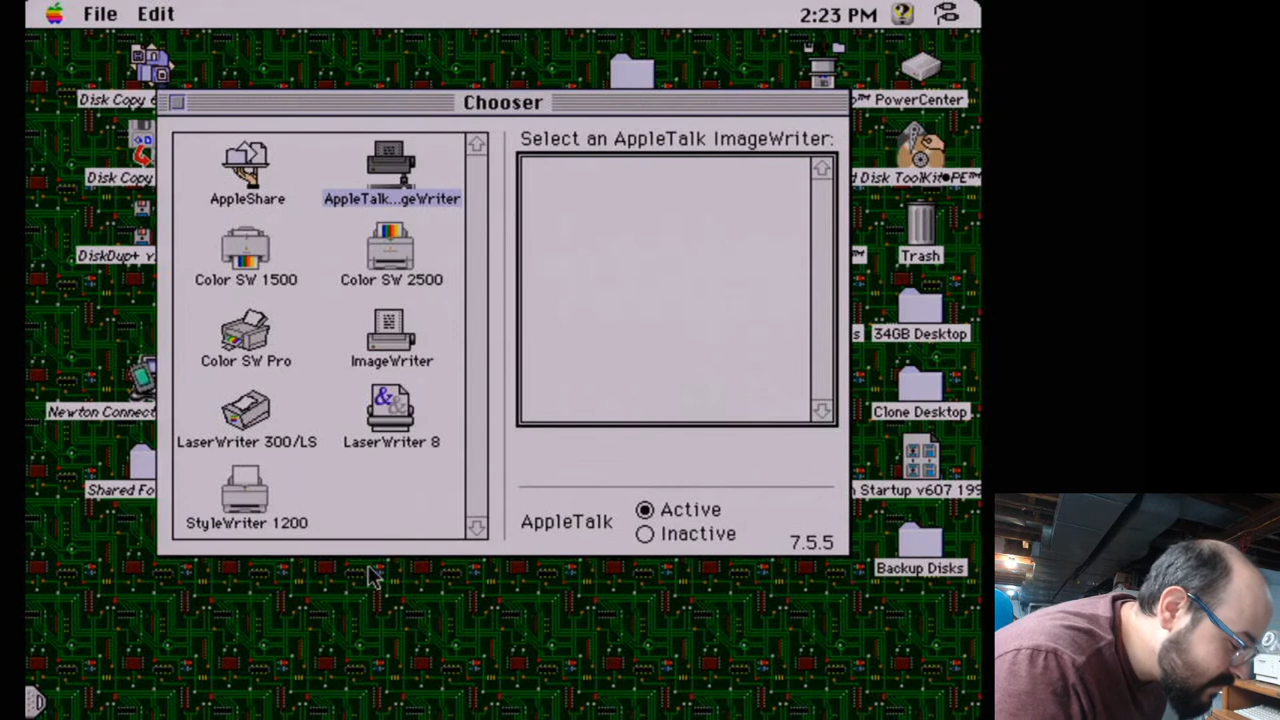 File Edit 2:23 PM
Disk Copy
PowerCenter
Chooser
Select an AppleTalk ImageWriter:
AppleShare AppleTalk...geWriter
Disk Copy
Disk ToolKit•PE™
DiskDup+
Trash
Color SW 1500 Color SW 2500
34GB Desktop
Color SW Pro ImageWriter
Newton Connect
Clone Desktop
LaserWriter 300/LS LaserWriter 8
Shared Fo
Startup v607 199
StyleWriter 1200
AppleTalk
Active
Inactive
7.5.5
Backup Disks